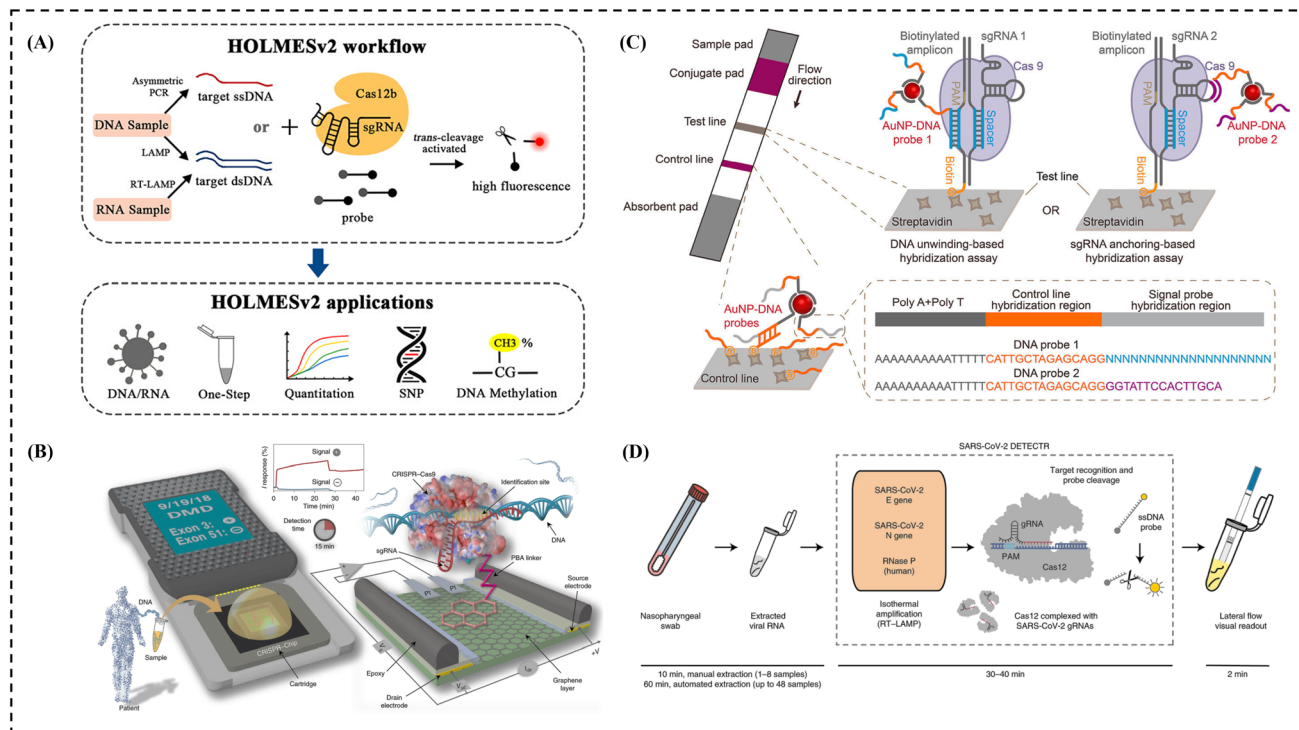 (A)
HOLMESv2 workflow
Asymmetric
PCR
target ssDNA
DNA Sample
LAMP
RT-LAMP
target dsDNA
RNA Sample
or
+
Cas12b
sgRNA
probe
trans-cleavage
activated
high fluorescence
HOLMESv2 applications
DNA/RNA
One-Step
Quantitation
SNP
CH3 %
CG
DNA Methylation
(B)
9/19/18
DMD
Exon 3: +
Exon 51: −
I response (%)
Signal +
Signal −
0 10 20 30 40
Time (min)
Detection
time
15 min
DNA
Sample
Patient
CRISPR-Chip
Cartridge
CRISPR–Cas9
Identification site
DNA
sgRNA
PBA linker
Source
electrode
Pt
Pt
Epoxy
Drain
electrode
Graphene
layer
+V
(C)
Sample pad
Conjugate pad
Flow
direction
Test line
Control line
Absorbent pad
Biotinylated
amplicon
sgRNA 1
PAM
Spacer
AuNP-DNA
probe 1
Biotin
Streptavidin
DNA unwinding-based
hybridization assay
Test line
OR
Biotinylated
amplicon
sgRNA 2
Cas 9
PAM
Spacer
AuNP-DNA
probe 2
Biotin
Streptavidin
sgRNA anchoring-based
hybridization assay
AuNP-DNA
probes
Control line
Poly A+Poly T
Control line
hybridization region
Signal probe
hybridization region
DNA probe 1
AAAAAAAAAATTTTTCATTGCTAGAGCAGGNNNNNNNNNNNNNNNNNNNN
DNA probe 2
AAAAAAAAAATTTTTCATTGCTAGAGCAGGGGTATTCCACTTGCA
(D)
SARS-CoV-2 DETECTR
Nasopharyngeal
swab
Extracted
viral RNA
SARS-CoV-2
E gene
SARS-CoV-2
N gene
RNase P
(human)
Isothermal
amplification
(RT–LAMP)
Target recognition and
probe cleavage
gRNA
PAM
Cas12
ssDNA
probe
Cas12 complexed with
SARS-CoV-2 gRNAs
Lateral flow
visual readout
10 min, manual extraction (1–8 samples)
60 min, automated extraction (up to 48 samples)
30–40 min
2 min